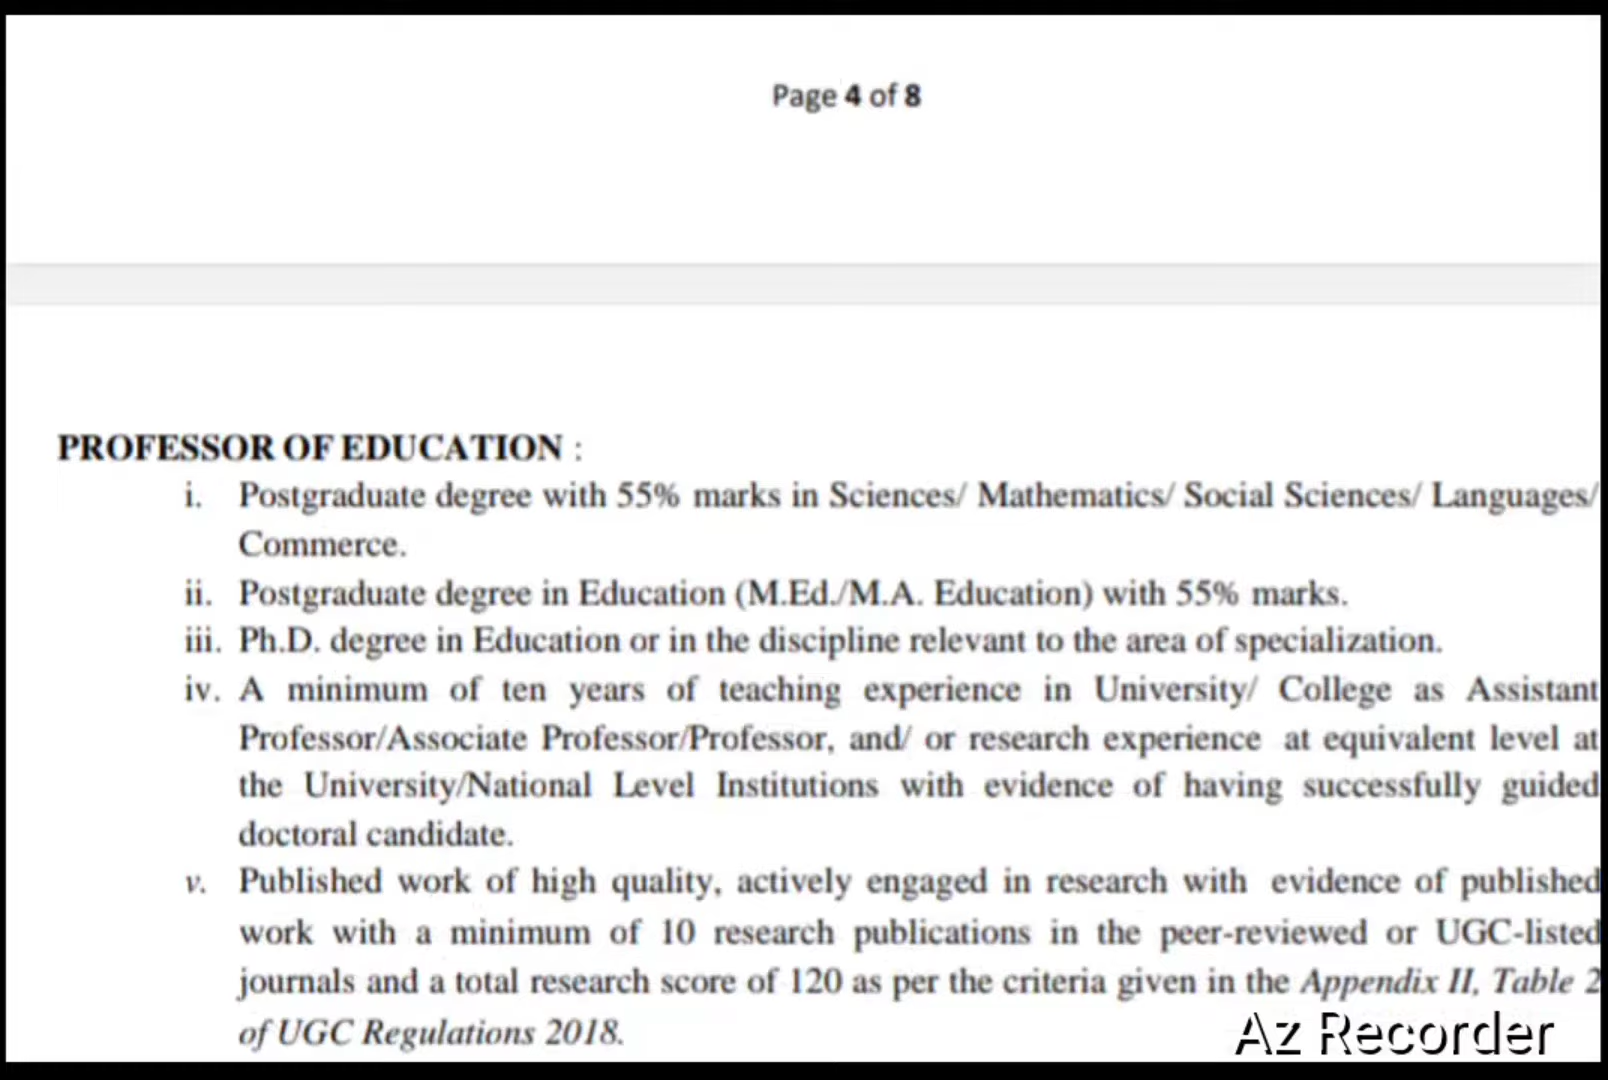 Page 4 of 8
PROFESSOR OF EDUCATION :
i. Postgraduate degree with 55% marks in Sciences/ Mathematics/ Social Sciences/ Languages/
Commerce.
ii. Postgraduate degree in Education (M.Ed./M.A. Education) with 55% marks.
iii. Ph.D. degree in Education or in the discipline relevant to the area of specialization.
iv. A minimum of ten years of teaching experience in University/ College as Assistant
Professor/Associate Professor/Professor, and/ or research experience at equivalent level at
the University/National Level Institutions with evidence of having successfully guided
doctoral candidate.
v. Published work of high quality, actively engaged in research with evidence of published
work with a minimum of 10 research publications in the peer-reviewed or UGC-listed
journals and a total research score of 120 as per the criteria given in the Appendix II, Table 2
of UGC Regulations 2018.
Az Recorder